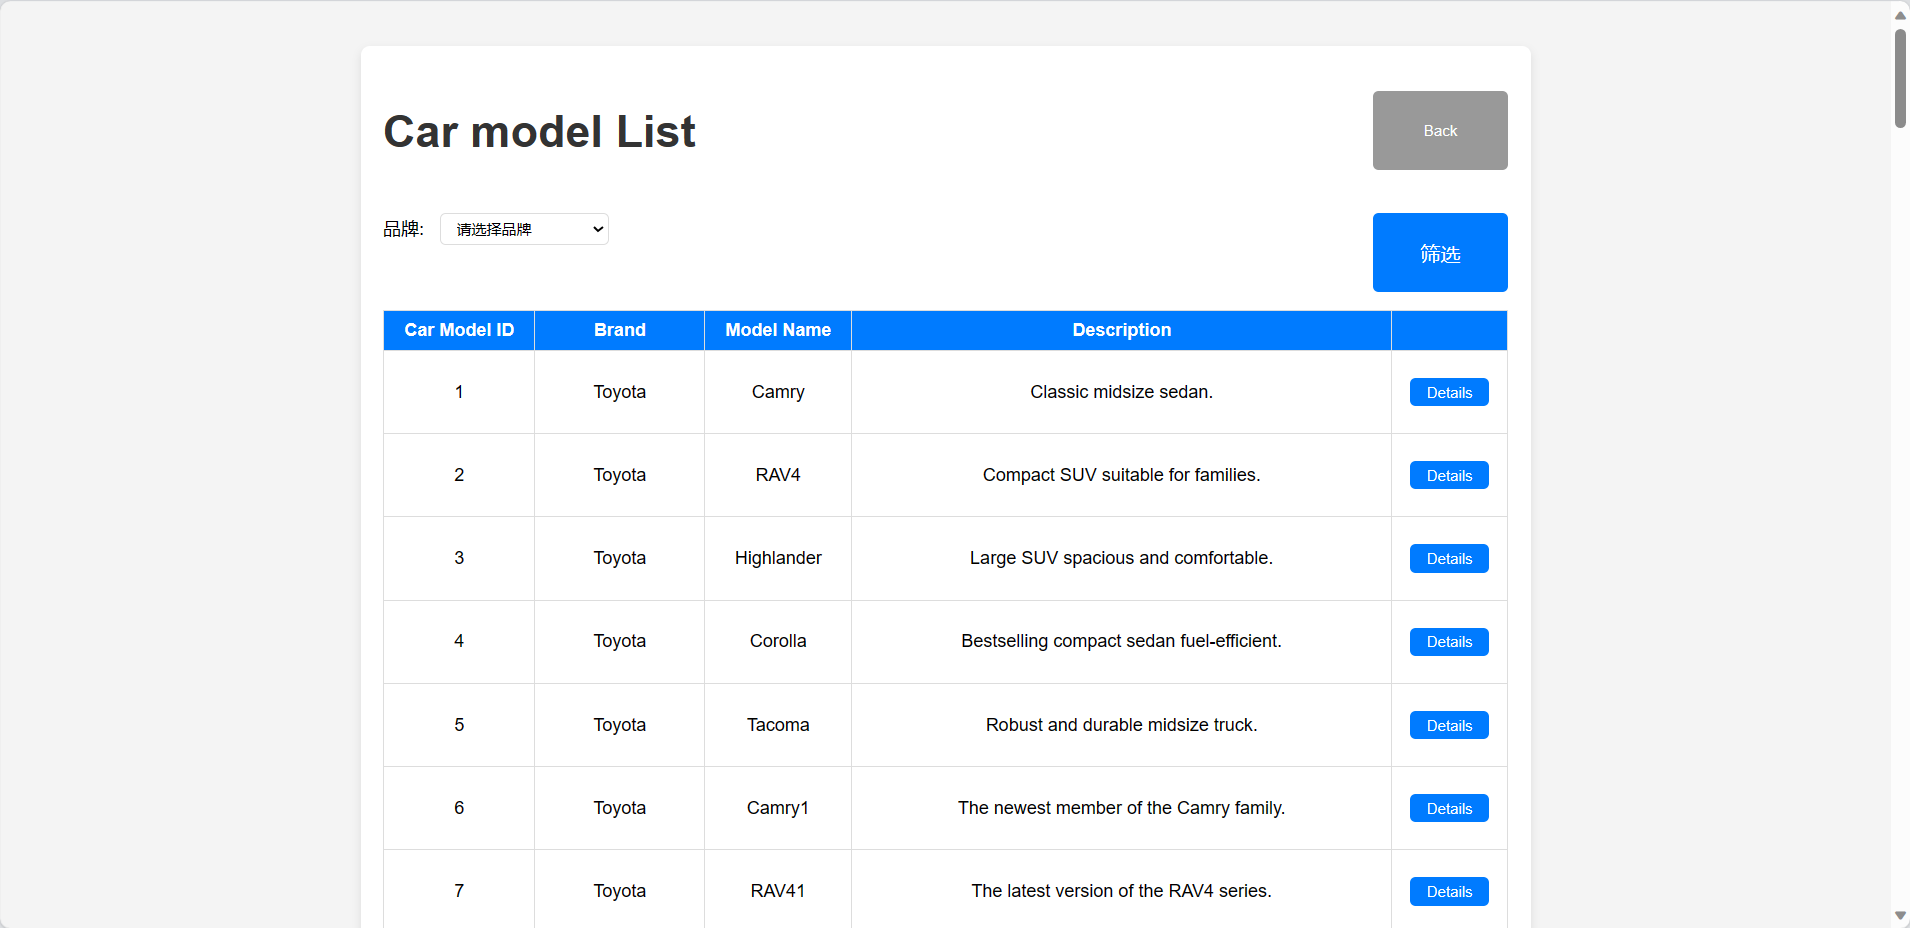 Car model List
Back
品牌: 请选择品牌
筛选
Car Model ID Brand Model Name Description
1 Toyota Camry Classic midsize sedan. Details
2 Toyota RAV4 Compact SUV suitable for families. Details
3 Toyota Highlander Large SUV spacious and comfortable. Details
4 Toyota Corolla Bestselling compact sedan fuel-efficient. Details
5 Toyota Tacoma Robust and durable midsize truck. Details
6 Toyota Camry1 The newest member of the Camry family. Details
7 Toyota RAV41 The latest version of the RAV4 series. Details